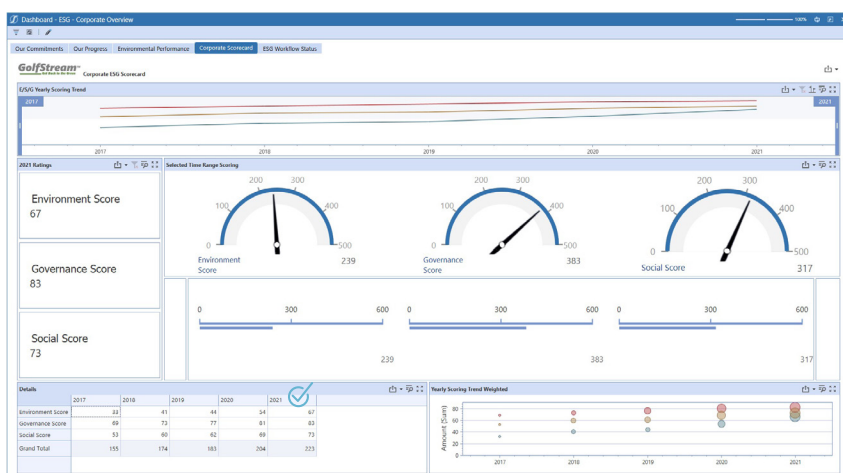 Dashboard - ESG - Corporate Overview
100%
Our Commitments Our Progress Environmental Performance Corporate Scorecard ESG Workflow Status
GolfStream
Corporate ESG Scorecard
E/S/G Yearly Scoring Trend
2017 2021
2017 2018 2019 2020 2021
2021 Ratings
Environment Score
67
Governance Score
83
Social Score
73
Selected Time Range Scoring
0 100 200 300 400 500
Environment Score
239
0 100 200 300 400 500
Governance Score
383
0 100 200 300 400 500
Social Score
317
0 300 600
239
0 300 600
383
0 300 600
317
Details
2017 2018 2019 2020 2021
Environment Score 33 41 44 54 67
Governance Score 69 73 77 81 83
Social Score 53 60 62 69 73
Grand Total 155 174 183 204 223
Yearly Scoring Trend Weighted
Amount (Sum)
80
60
40
20
0
2017 2018 2019 2020 2021